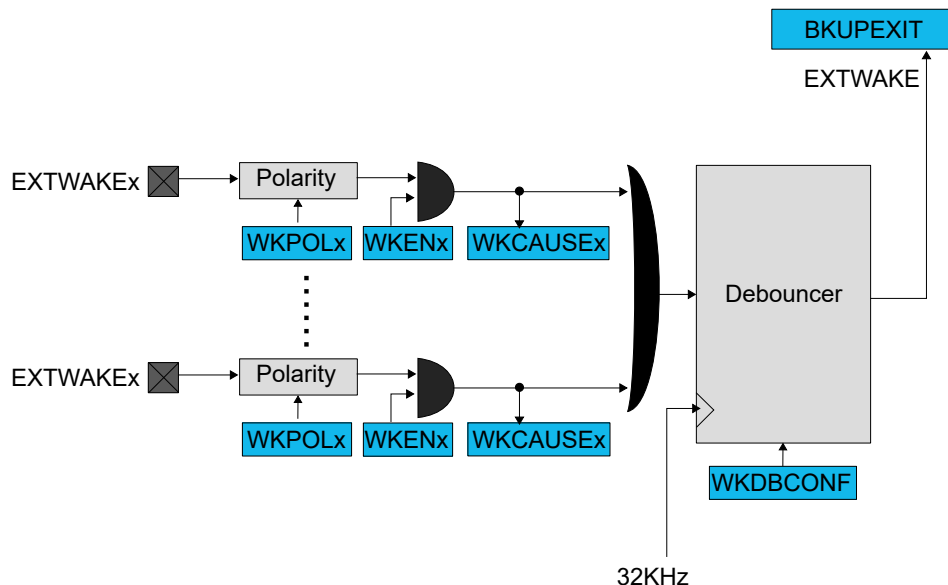 BKUPEXIT
EXTWAKE
EXTWAKEx
Polarity
WKPOLx
WKENx
WKCAUSEx
Debouncer
EXTWAKEx
Polarity
WKPOLx
WKENx
WKCAUSEx
WKDBCONF
32KHz